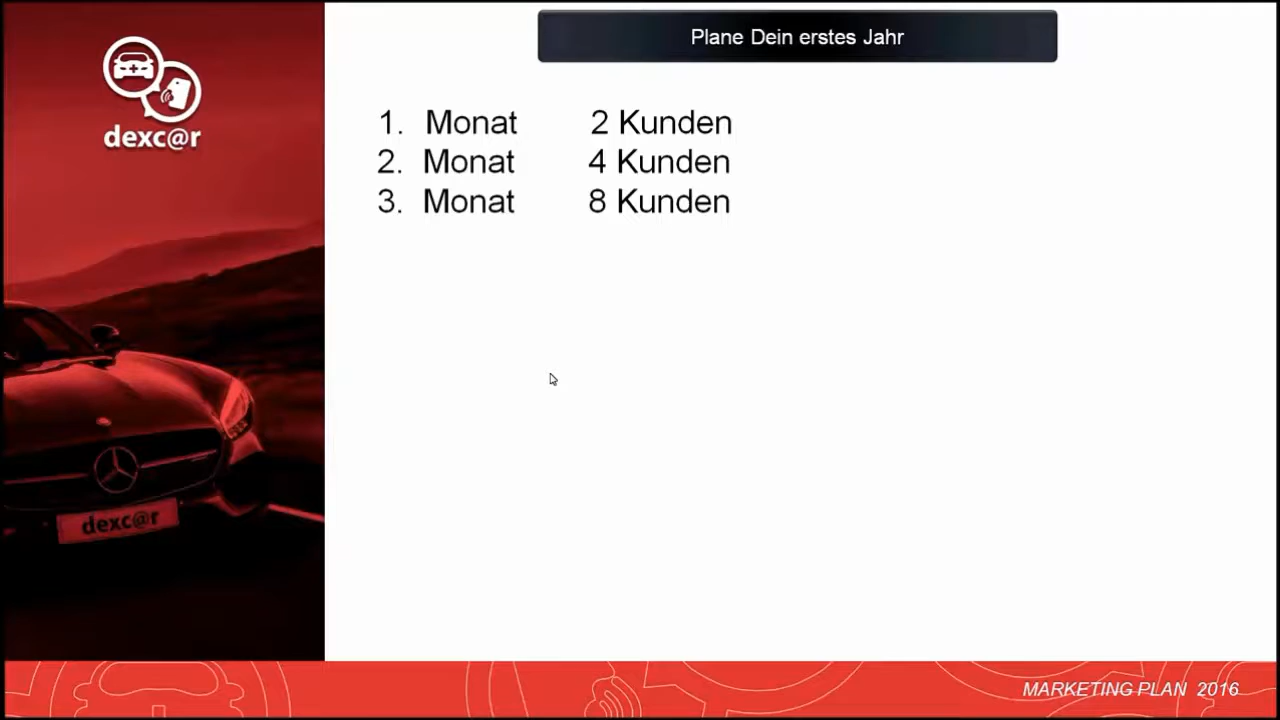 Plane Dein erstes Jahr
dexc@r
1. Monat 2 Kunden
2. Monat 4 Kunden
3. Monat 8 Kunden
dexc@r
MARKETING PLAN 2016